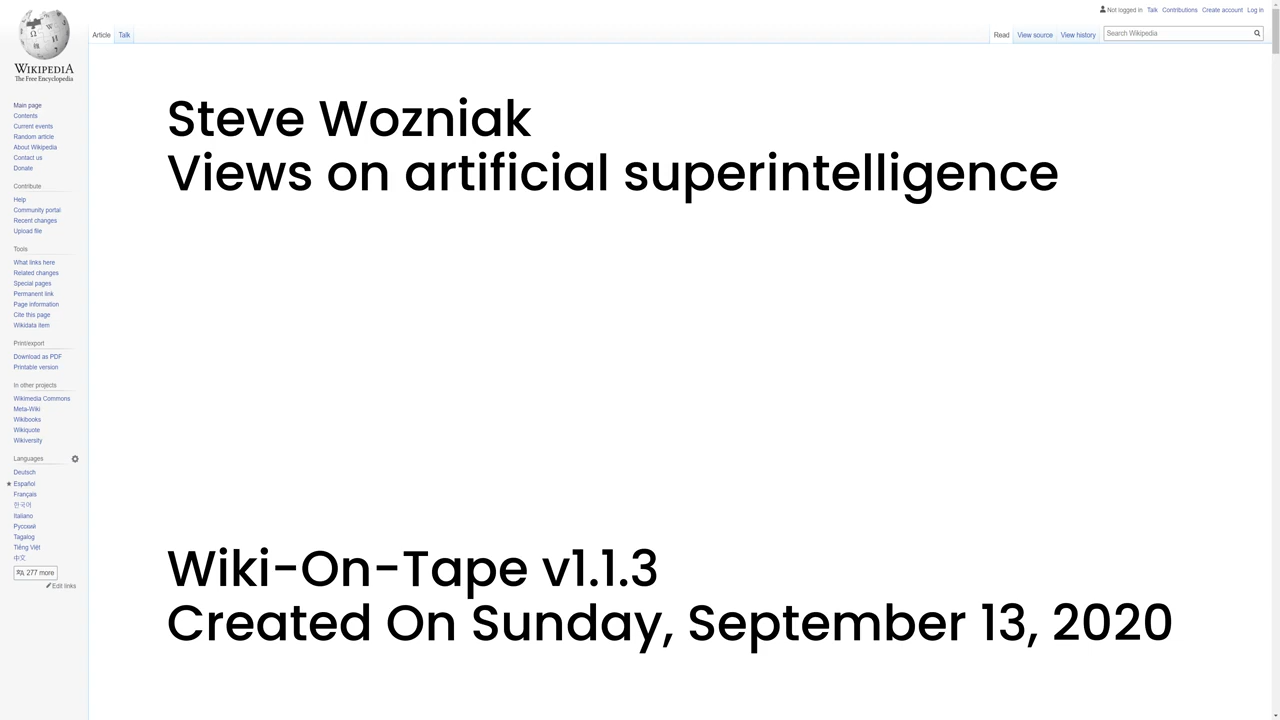 Not logged in Talk Contributions Create account Log in
Article Talk Read View source View history Search Wikipedia
WIKIPEDIA
The Free Encyclopedia
Main page
Contents
Current events
Random article
About Wikipedia
Contact us
Donate
Contribute
Help
Community portal
Recent changes
Upload file
Tools
What links here
Related changes
Special pages
Permanent link
Page information
Cite this page
Wikidata item
Print/export
Download as PDF
Printable version
In other projects
Wikimedia Commons
Meta-Wiki
Wikibooks
Wikiquote
Wikiversity
Languages
Deutsch
Español
Français
한국어
Italiano
Русский
Tagalog
Tiếng Việt
中文
277 more
Edit links
Steve Wozniak
Views on artificial superintelligence
Wiki-On-Tape v1.1.3
Created On Sunday, September 13, 2020